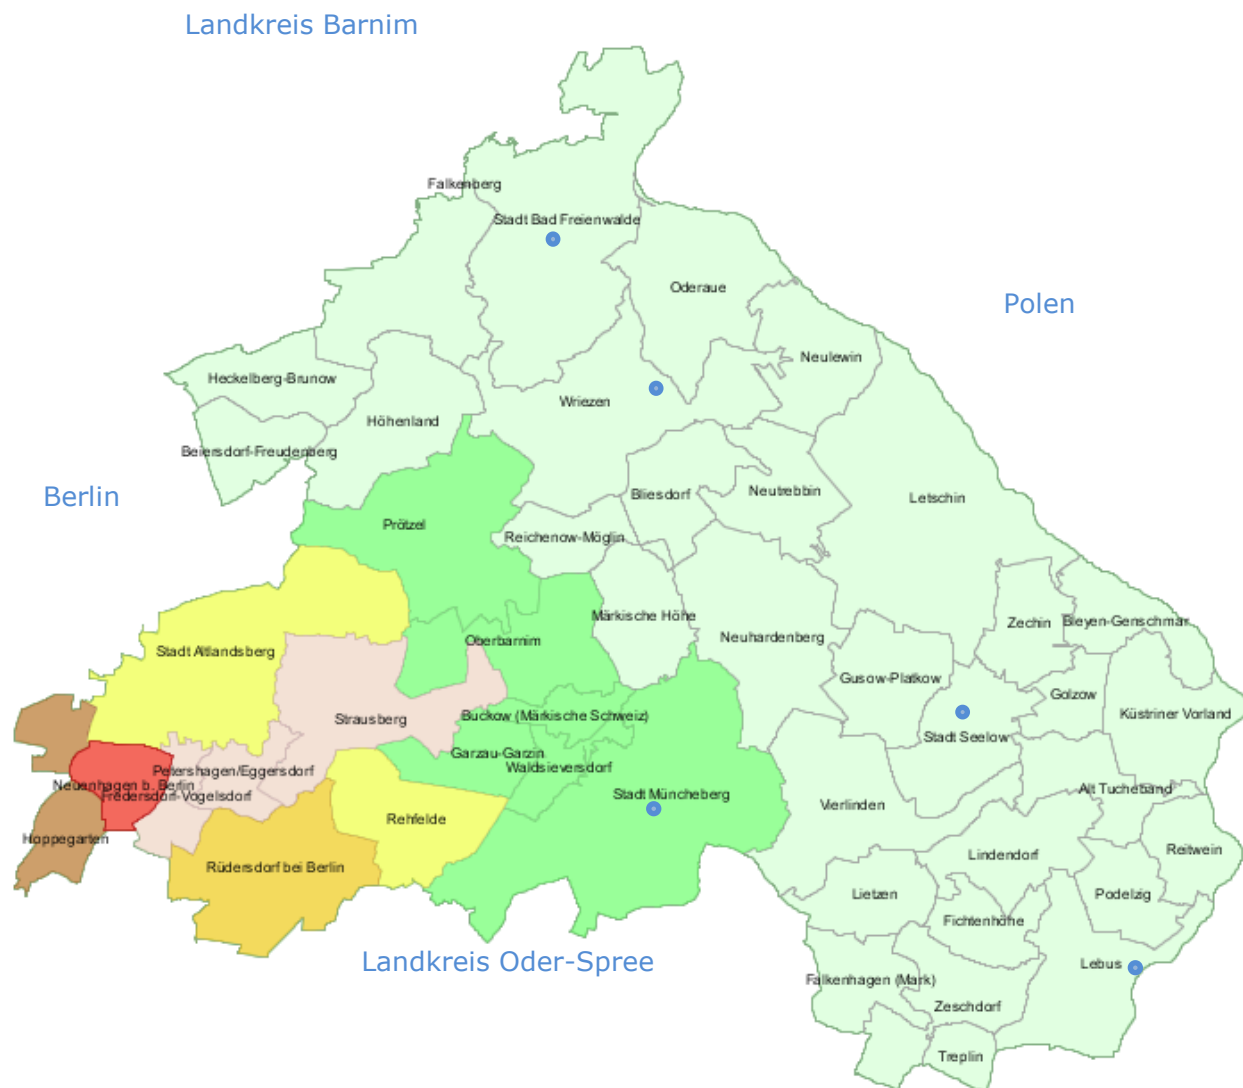 Landkreis Barnim
Falkenberg
Stadt Bad Freienwalde
Oderaue
Polen
Neulewin
Heckelberg-Brunow
Wriezen
Höhenland
Beiersdorf-Freudenberg
Berlin
Bliesdorf
Neutrebbin
Letschin
Prötzel
Reichenow-Möglin
Märkische Höhe
Zechin
Bleyen-Genschmar
Oberbarnim
Neuhardenberg
Stadt Altlandsberg
Gusow-Platkow
Golzow
Strausberg
Buckow (Märkische Schweiz)
Küstriner Vorland
Stadt Seelow
Garzau-Garzin
Waldsieversdorf
Petershagen/Eggersdorf
Neuenhagen b. Berlin
Fredersdorf-Vogelsdorf
Stadt Müncheberg
Alt Tucheband
Vierlinden
Rehfelde
Hoppegarten
Reitwein
Lindendorf
Rüdersdorf bei Berlin
Lietzen
Podelzig
Fichtenhöhe
Landkreis Oder-Spree
Lebus
Falkenhagen (Mark)
Zeschdorf
Treplin